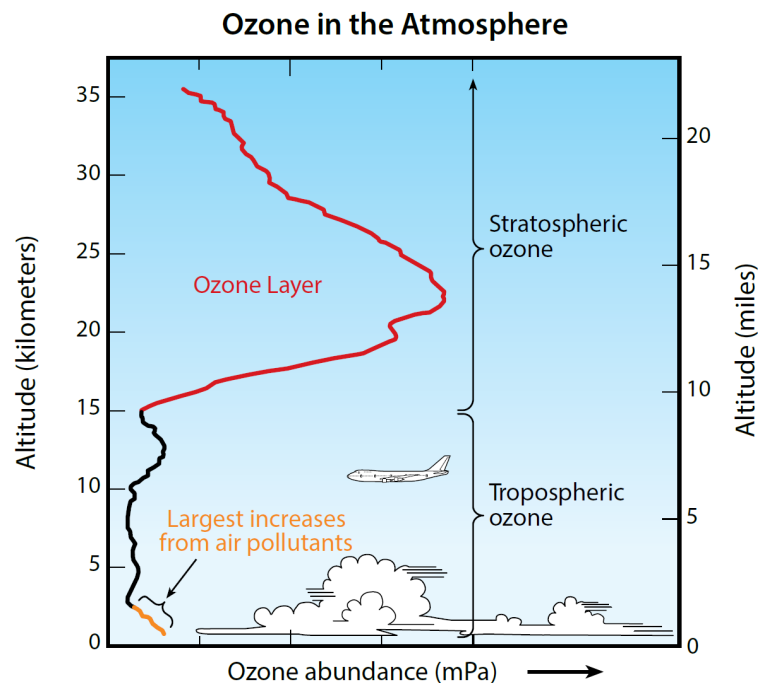 Ozone in the Atmosphere
35
30
25
20
15
10
5
0
Altitude (kilometers)
Ozone Layer
Largest increases
from air pollutants
Stratospheric
ozone
Tropospheric
ozone
20
15
10
5
0
Altitude (miles)
Ozone abundance (mPa)